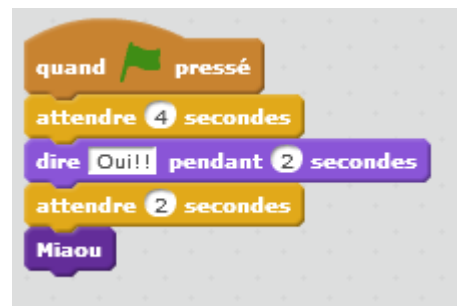 quand pressé
attendre 4 secondes
dire Oui!! pendant 2 secondes
attendre 2 secondes
Miaou